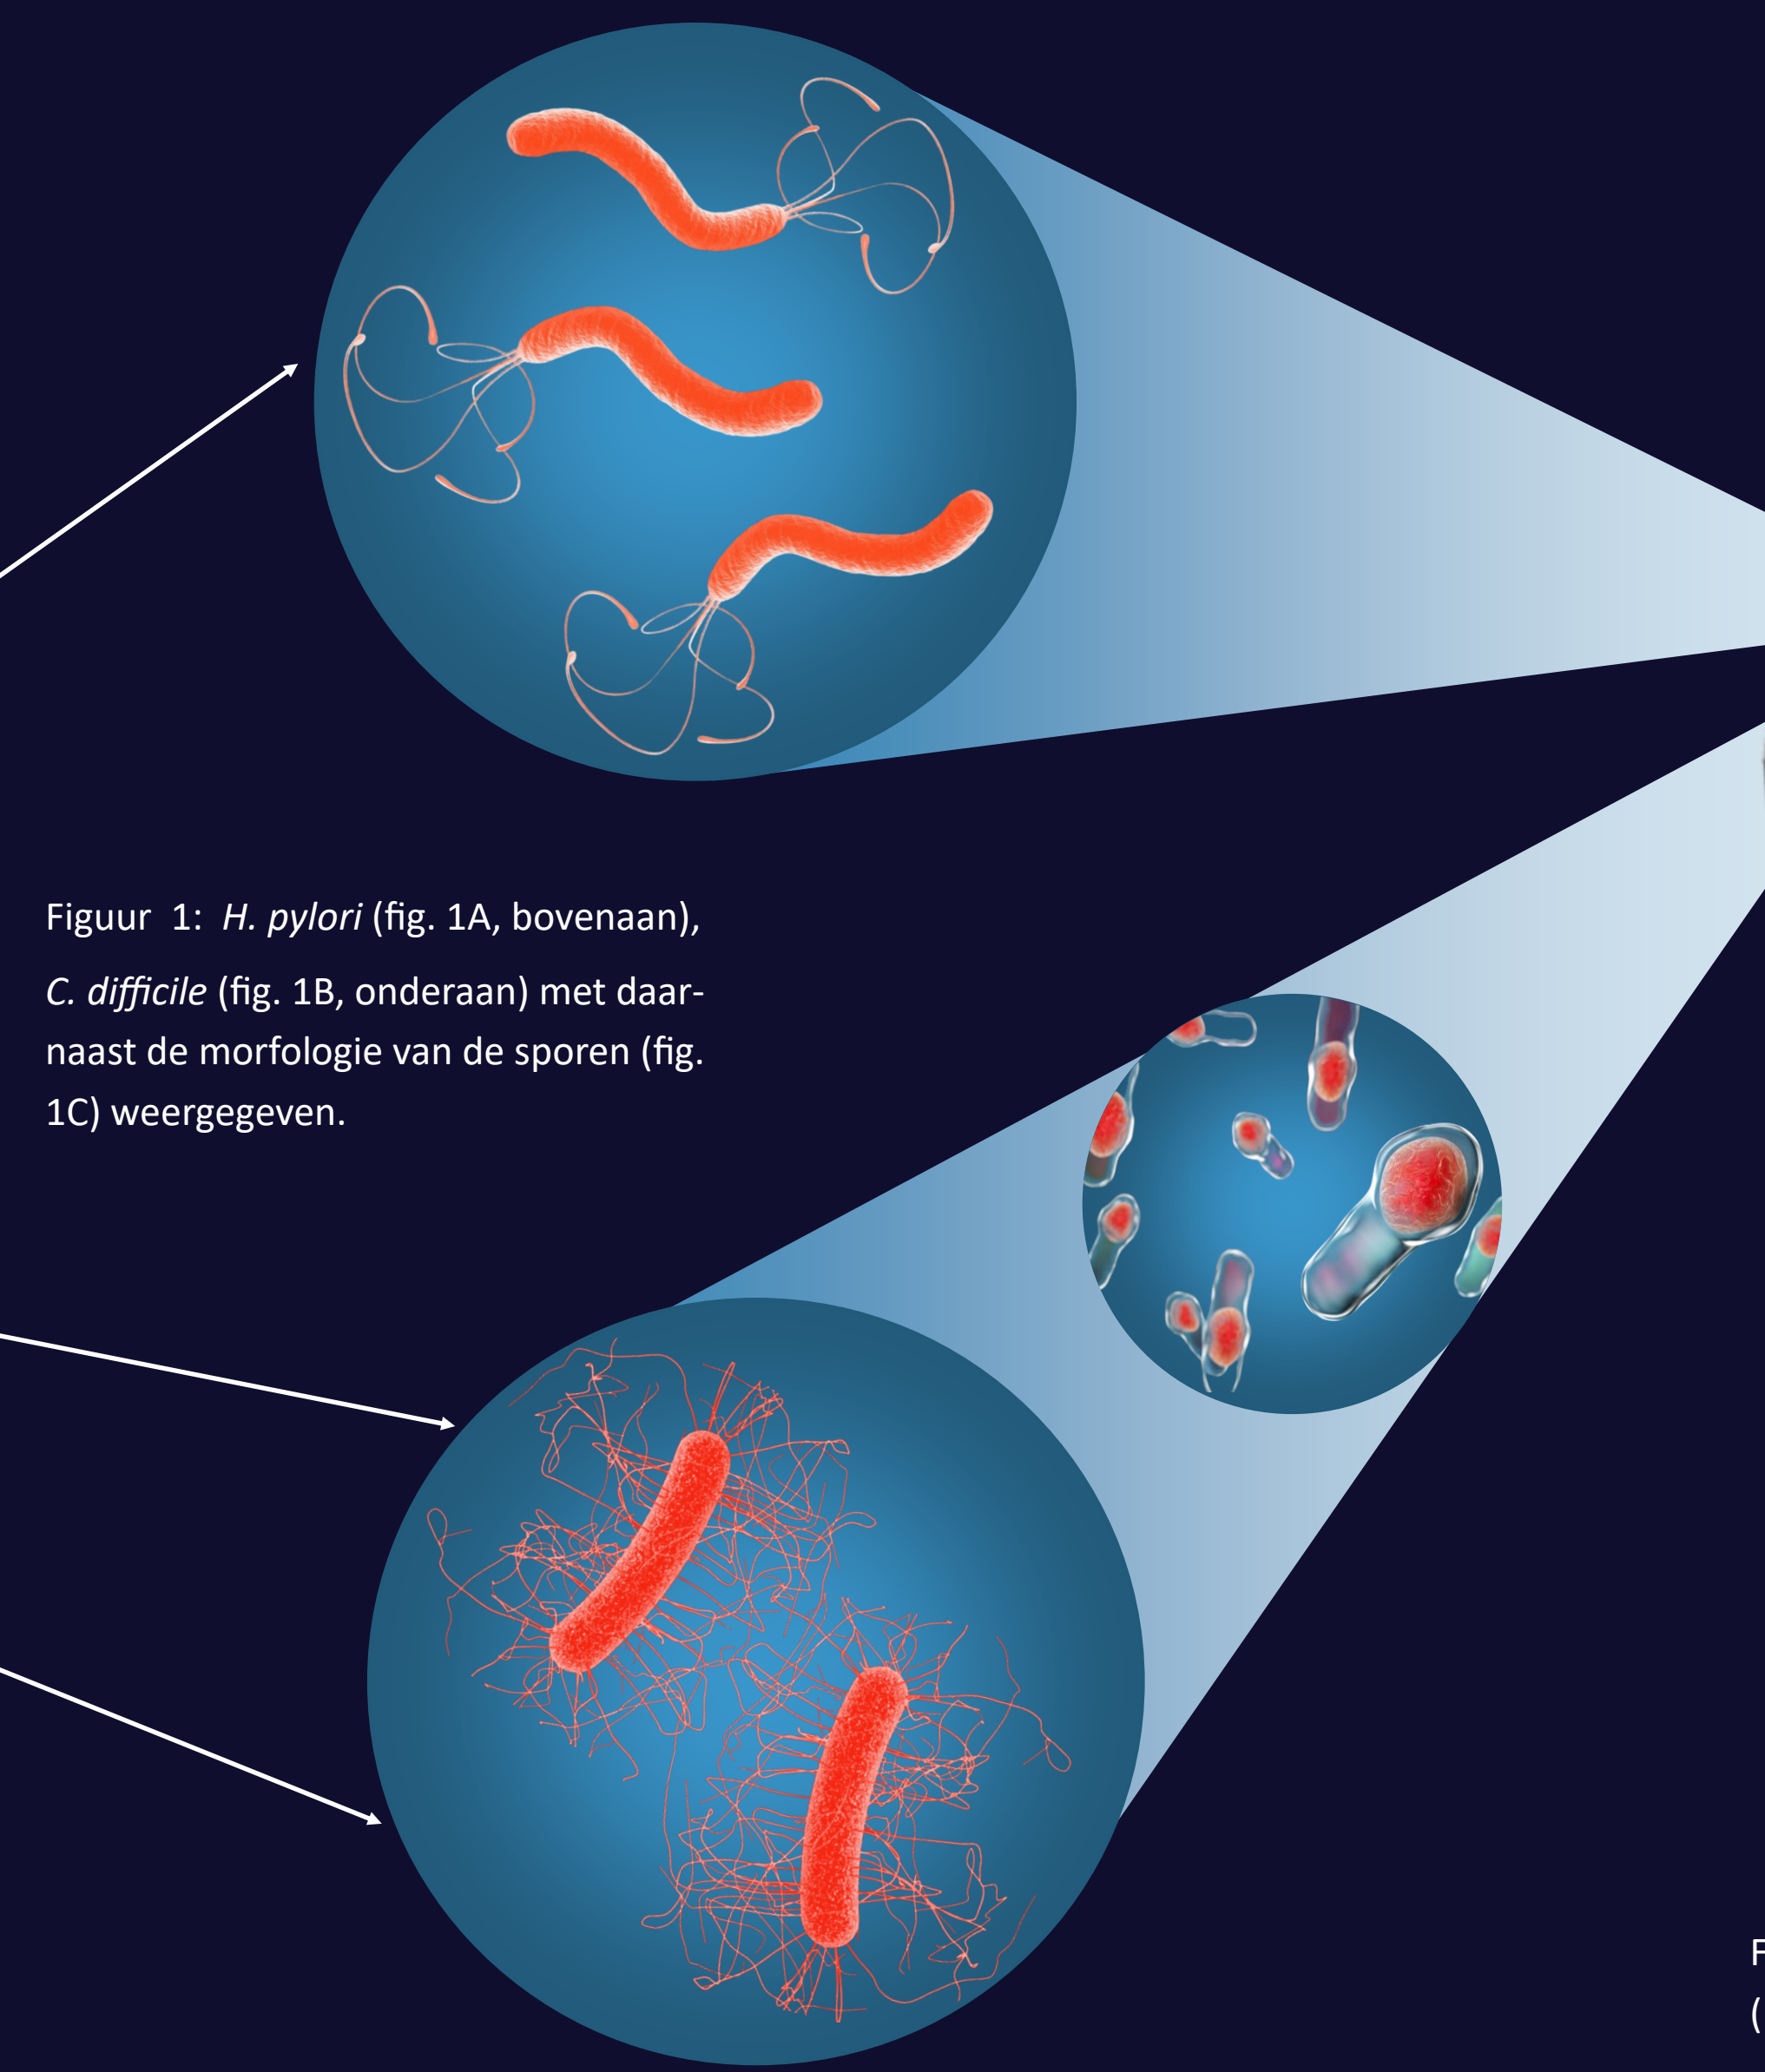 Figuur 1: H. pylori (fig. 1A, bovenaan),
C. difficile (fig. 1B, onderaan) met daar-
naast de morfologie van de sporen (fig.
1C) weergegeven.
F
(